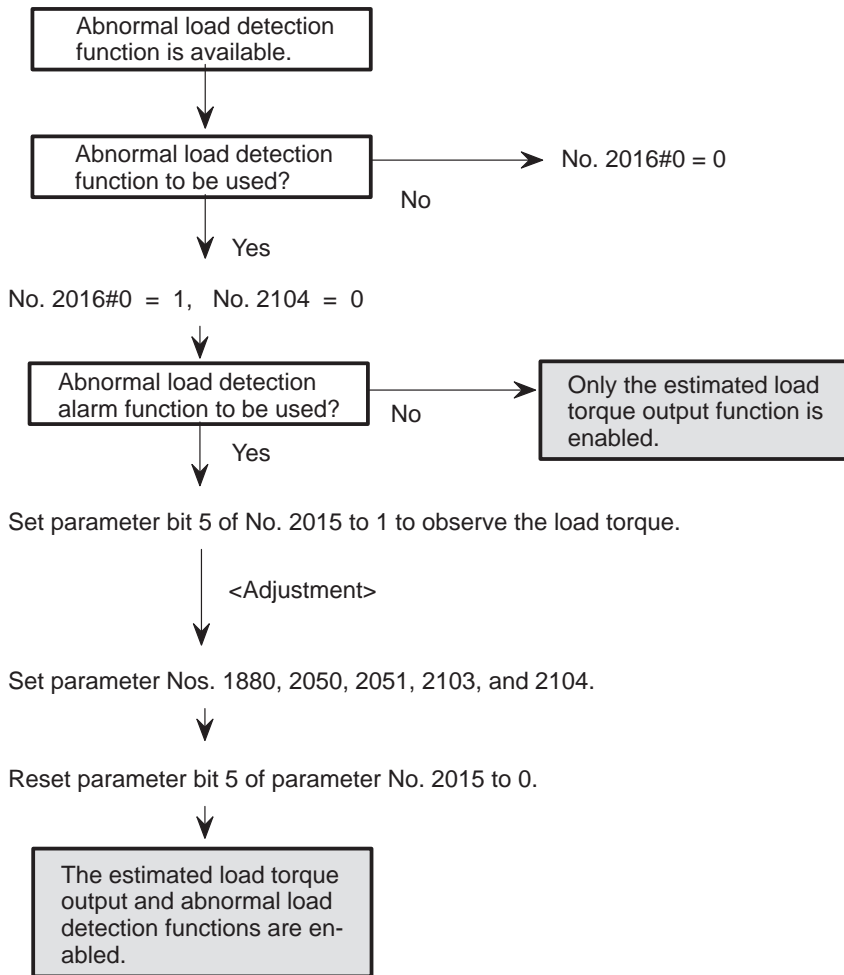 Abnormal load detection
function is available.
Abnormal load detection
function to be used?
No. 2016#0 = 0
No
Yes
No. 2016#0 = 1, No. 2104 = 0
Abnormal load detection
alarm function to be used?
No
Only the estimated load
torque output function is
enabled.
Yes
Set parameter bit 5 of No. 2015 to 1 to observe the load torque.
<Adjustment>
Set parameter Nos. 1880, 2050, 2051, 2103, and 2104.
Reset parameter bit 5 of parameter No. 2015 to 0.
The estimated load torque
output and abnormal load
detection functions are en-
abled.